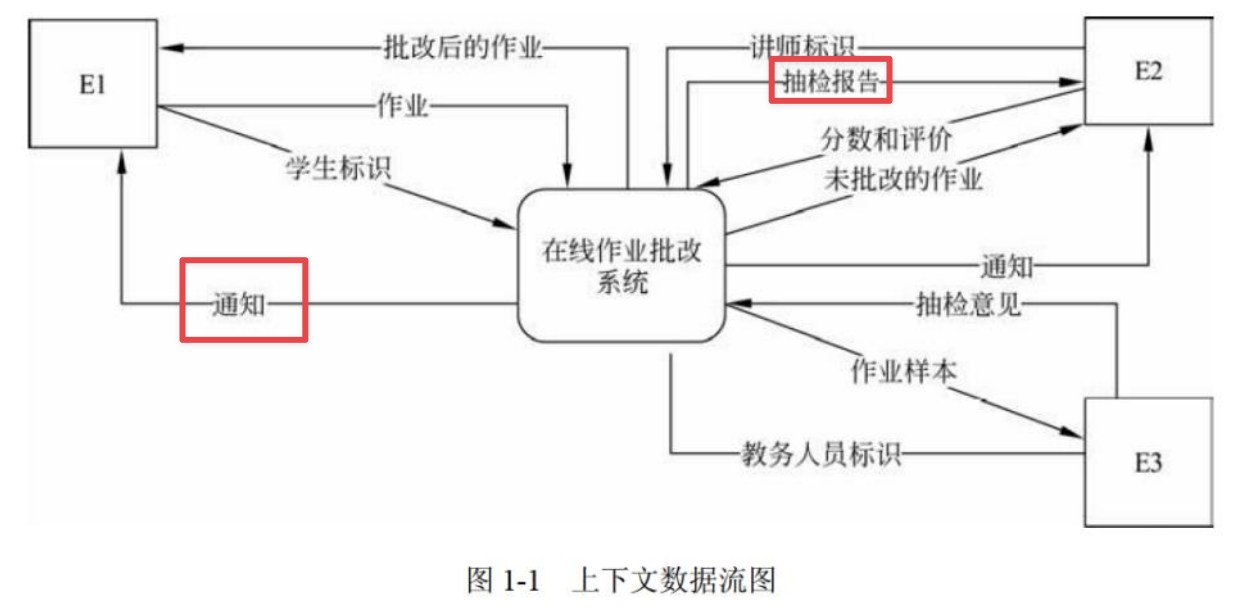 批改后的作业
讲师标识
E1
E2
抽检报告
作业
分数和评价
学生标识
未批改的作业
在线作业批改
系统
通知
通知
抽检意见
作业样本
教务人员标识
E3
图 1-1 上下文数据流图